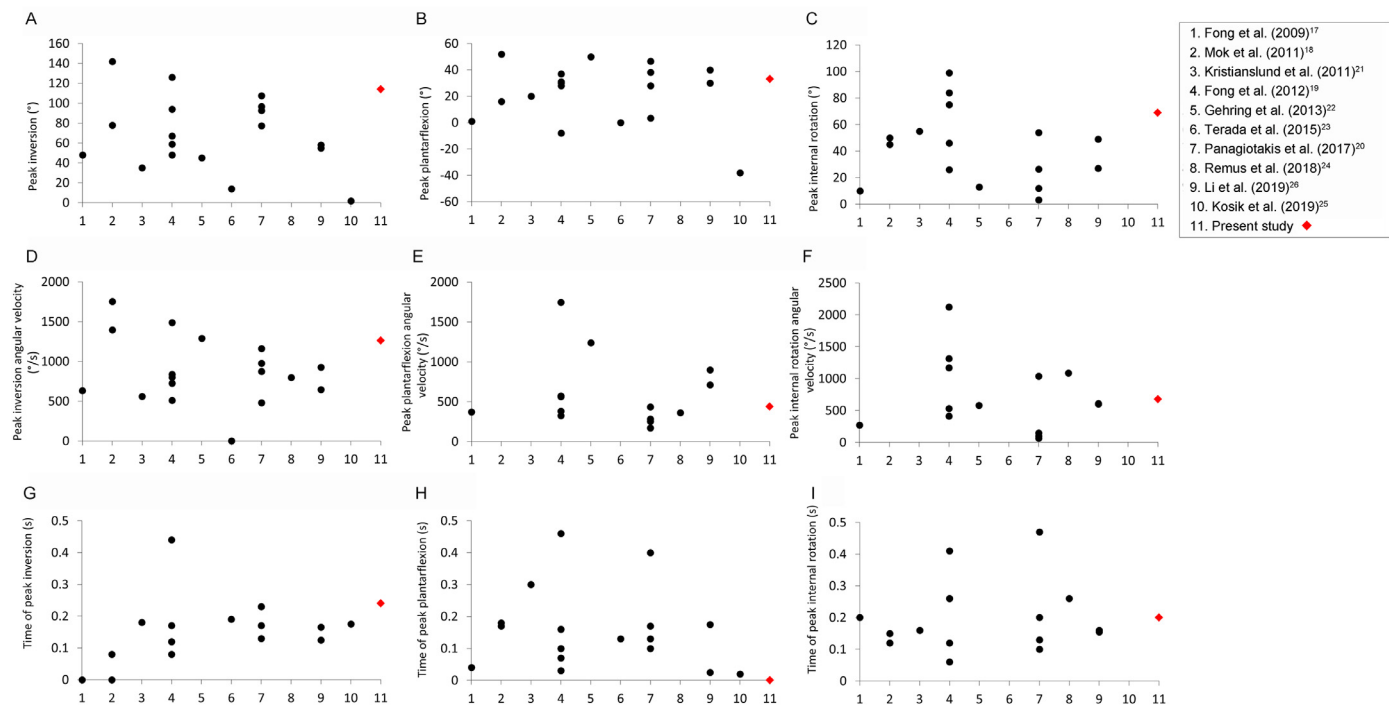 A
Peak inversion (°)
160
140
120
100
80
60
40
20
0
1 2 3 4 5 6 7 8 9 10 11
B
Peak plantarflexion (°)
60
40
20
0
-20
-40
-60
1 2 3 4 5 6 7 8 9 10 11
C
Peak internal rotation (°)
120
100
80
60
40
20
0
1 2 3 4 5 6 7 8 9 10 11
1. Fong et al. (2009)17
2. Mok et al. (2011)18
3. Kristianslund et al. (2011)21
4. Fong et al. (2012)19
5. Gehring et al. (2013)22
6. Terada et al. (2015)23
7. Panagiotakis et al. (2017)20
8. Remus et al. (2018)24
9. Li et al. (2019)26
10. Kosik et al. (2019)25
11. Present study
D
Peak inversion angular velocity
(°/s)
2000
1500
1000
500
0
1 2 3 4 5 6 7 8 9 10 11
E
Peak plantarflexion angular
velocity (°/s)
2000
1500
1000
500
0
1 2 3 4 5 6 7 8 9 10 11
F
Peak internal rotation angular
velocity (°/s)
2500
2000
1500
1000
500
0
1 2 3 4 5 6 7 8 9 10 11
G
Time of peak inversion (s)
0.5
0.4
0.3
0.2
0.1
0
1 2 3 4 5 6 7 8 9 10 11
H
Time of peak plantarflexion (s)
0.5
0.4
0.3
0.2
0.1
0
1 2 3 4 5 6 7 8 9 10 11
I
Time of peak internal rotation (s)
0.5
0.4
0.3
0.2
0.1
0
1 2 3 4 5 6 7 8 9 10 11